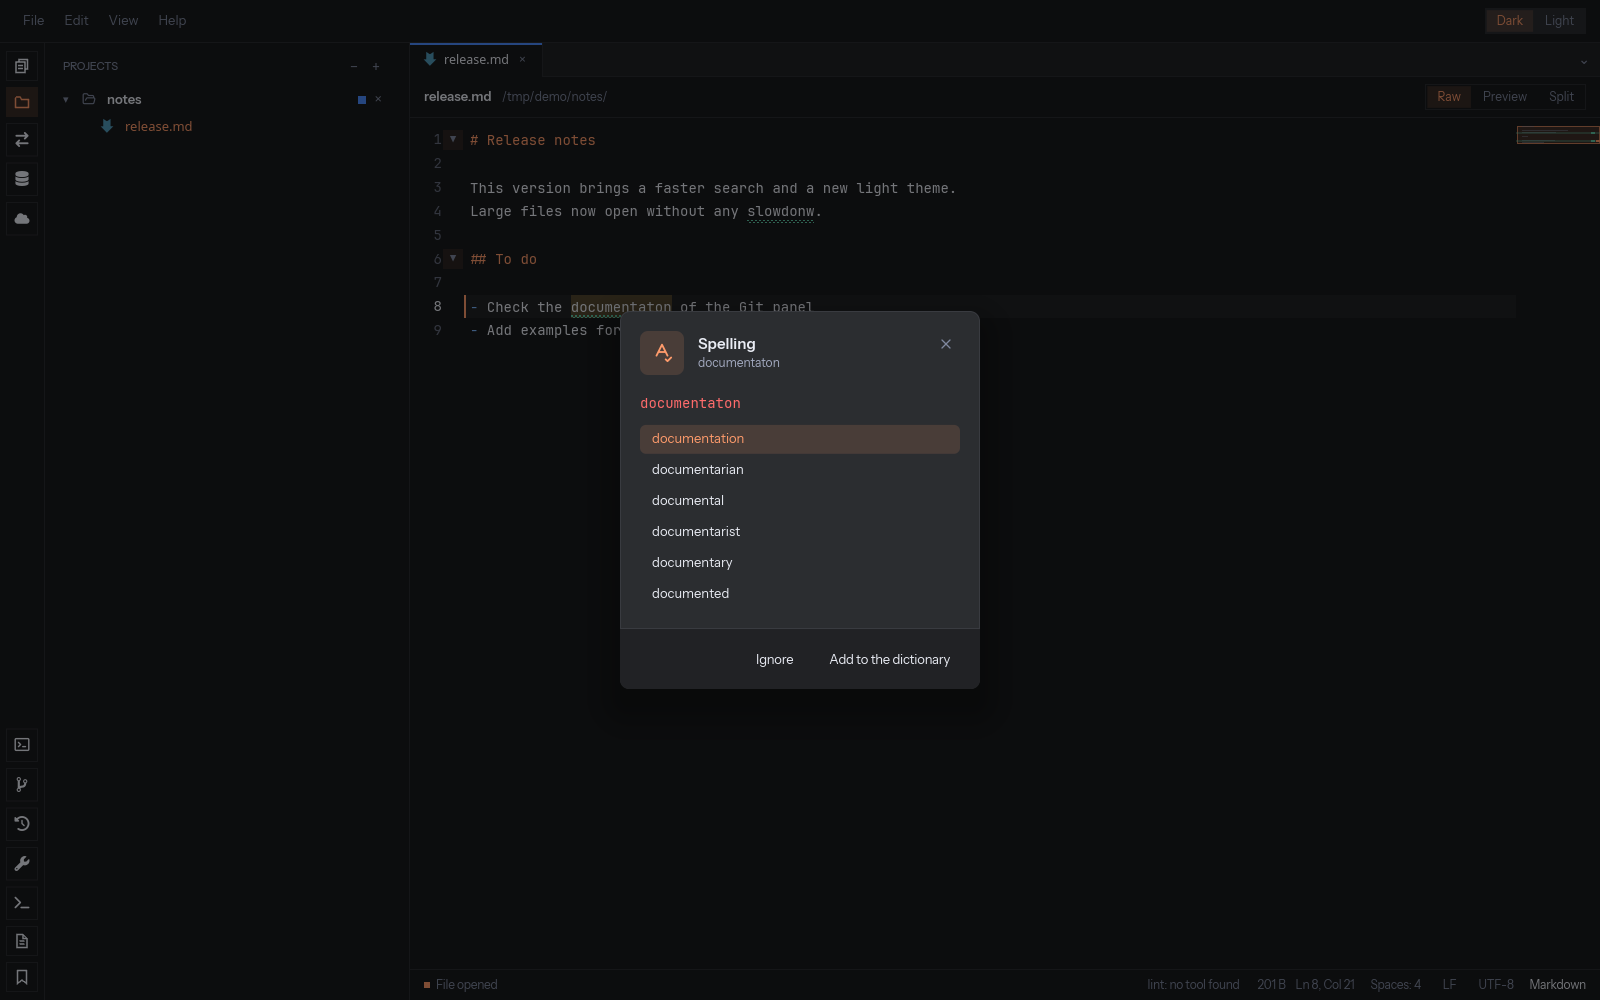 File Edit View Help
Dark Light
PROJECTS
notes
release.md
release.md
release.md /tmp/demo/notes/
Raw Preview Split
1 # Release notes
2
3 This version brings a faster search and a new light theme.
4 Large files now open without any slowdonw.
5
6 ## To do
7
8 - Check the documentaton of the Git panel
9 - Add examples for
Spelling
documentaton
documentaton
documentation
documentarian
documental
documentarist
documentary
documented
Ignore Add to the dictionary
File opened
lint: no tool found 201 B Ln 8, Col 21 Spaces: 4 LF UTF-8 Markdown